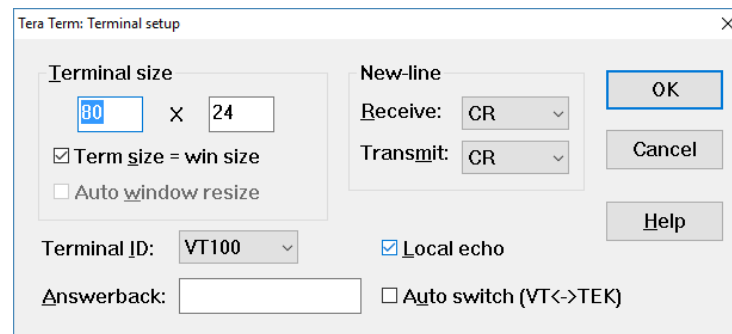 Tera Term: Terminal setup
Terminal size
80 X 24
Term size = win size
Auto window resize
New-line
Receive: CR
Transmit: CR
OK
Cancel
Help
Terminal ID: VT100
Local echo
Answerback:
Auto switch (VT<->TEK)